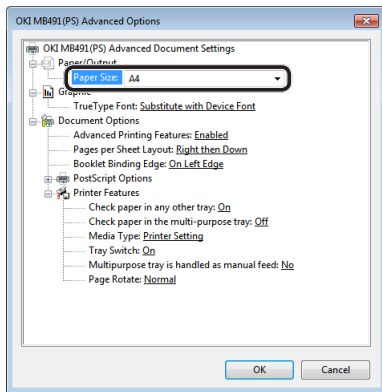 OKI MB491(PS) Advanced Options
OKI MB491(PS) Advanced Document Settings
Paper/Output
Paper Size: A4
Graphic
TrueType Font: Substitute with Device Font
Document Options
Advanced Printing Features: Enabled
Pages per Sheet Layout: Right then Down
Booklet Binding Edge: On Left Edge
PostScript Options
Printer Features
Check paper in any other tray: On
Check paper in the multi-purpose tray: Off
Media Type: Printer Setting
Tray Switch: On
Multipurpose tray is handled as manual feed: No
Page Rotate: Normal
OK Cancel